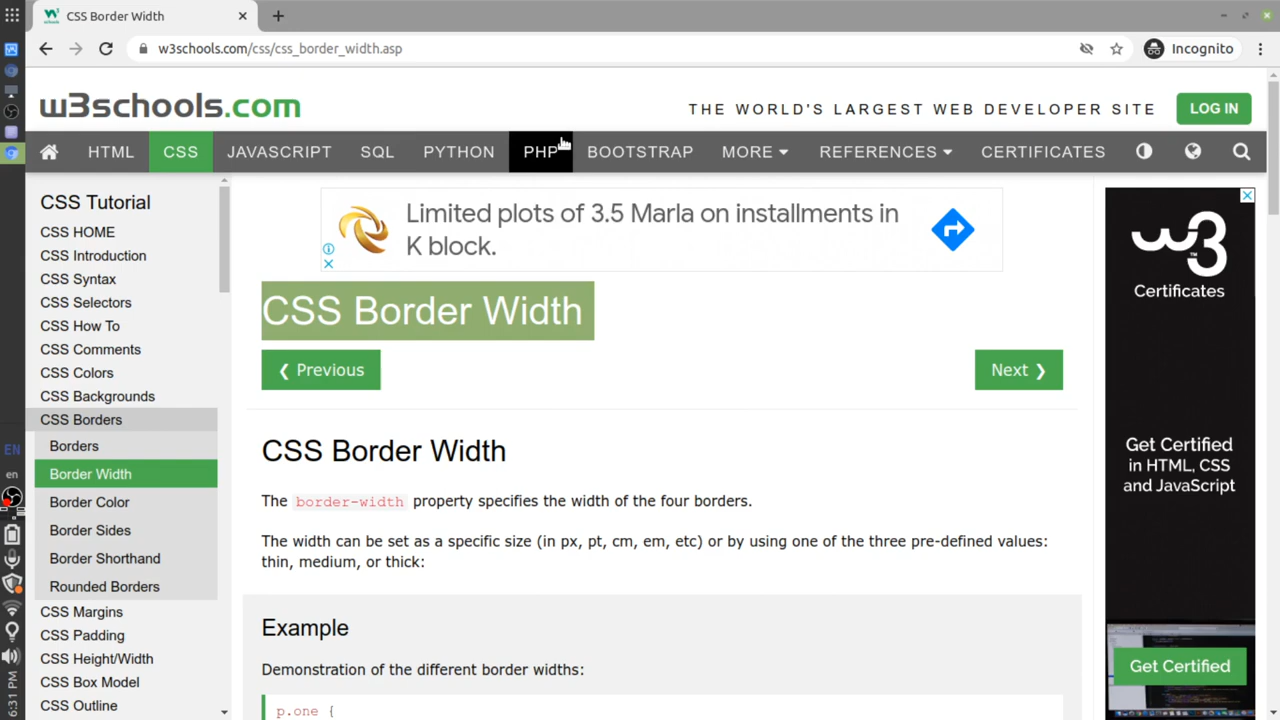 CSS Border Width
w3schools.com/css/css_border_width.asp
Incognito
w3schools.com
THE WORLD'S LARGEST WEB DEVELOPER SITE
LOG IN
HTML CSS JAVASCRIPT SQL PYTHON PHP BOOTSTRAP MORE REFERENCES CERTIFICATES
CSS Tutorial
CSS HOME
CSS Introduction
CSS Syntax
CSS Selectors
CSS How To
CSS Comments
CSS Colors
CSS Backgrounds
CSS Borders
Borders
Border Width
Border Color
Border Sides
Border Shorthand
Rounded Borders
CSS Margins
CSS Padding
CSS Height/Width
CSS Box Model
CSS Outline
Limited plots of 3.5 Marla on installments in
K block.
CSS Border Width
❮ Previous
Next ❯
CSS Border Width
The border-width property specifies the width of the four borders.
The width can be set as a specific size (in px, pt, cm, em, etc) or by using one of the three pre-defined values:
thin, medium, or thick:
Example
Demonstration of the different border widths:
p.one {
w3
TM
Certificates
Get Certified
in HTML, CSS
and JavaScript
Get Certified
EN
en
6:31 PM